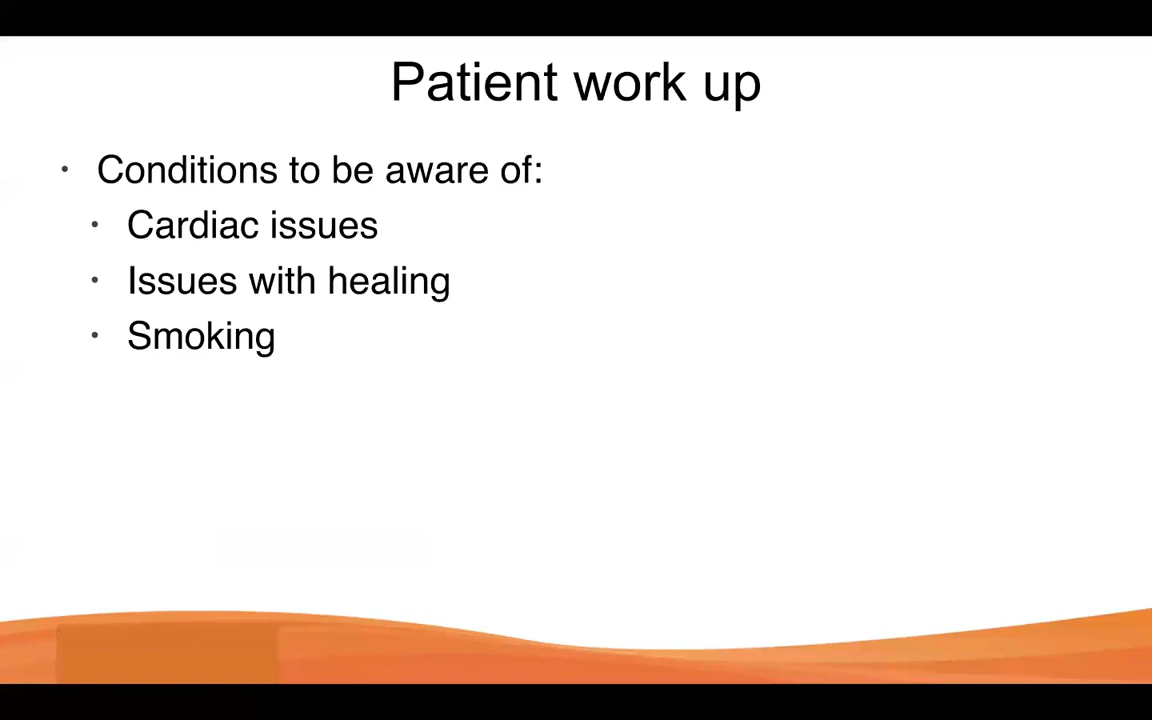 Patient work up
• Conditions to be aware of:
• Cardiac issues
• Issues with healing
• Smoking